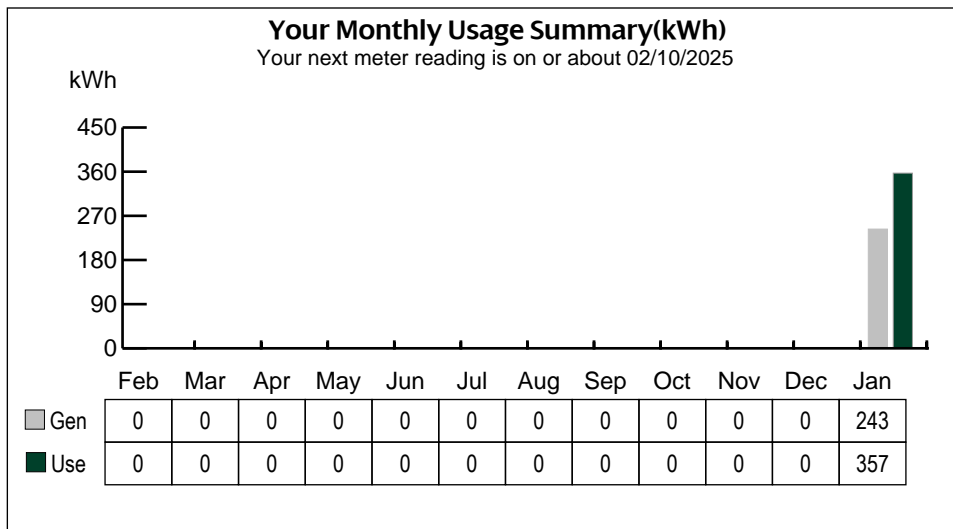 Your Monthly Usage Summary(kWh)
Your next meter reading is on or about 02/10/2025
kWh
450
360
270
180
90
0
Feb Mar Apr May Jun Jul Aug Sep Oct Nov Dec Jan
Gen 0 0 0 0 0 0 0 0 0 0 0 243
Use 0 0 0 0 0 0 0 0 0 0 0 357